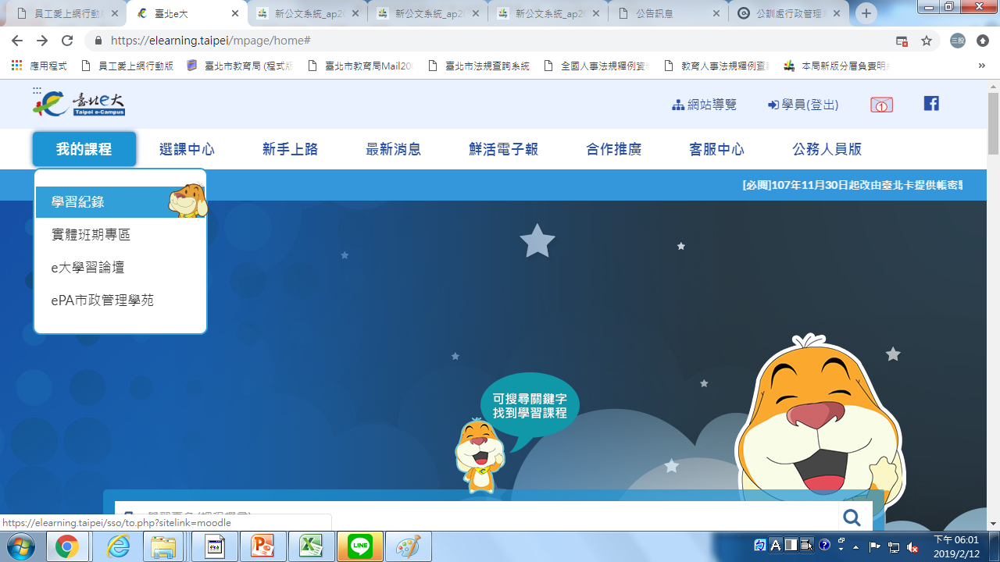 員工愛上網行動
臺北e大
新公文系統_ap2
新公文系統_ap2
新公文系統_ap2
公告訊息
公訓處行政管理
https://elearning.taipei/mpage/home#
三股
應用程式
員工愛上網行動版
臺北市教育局 (程式版
臺北市教育局Mail20
臺北市法規查詢系統
全國人事法規釋例資
教育人事法規釋例查
本局新版分層負責明
臺北e大
Taipei e-Campus
網站導覽
學員(登出)
1
我的課程
選課中心
新手上路
最新消息
鮮活電子報
合作推廣
客服中心
公務人員版
[必閱]107年11月30日起改由臺北卡提供帳密
學習紀錄
實體班期專區
e大學習論壇
ePA市政管理學苑
可搜尋關鍵字
找到學習課程
https://elearning.taipei/sso/to.php?sitelink=moodle
LINE
A
下午 06:01
2019/2/12